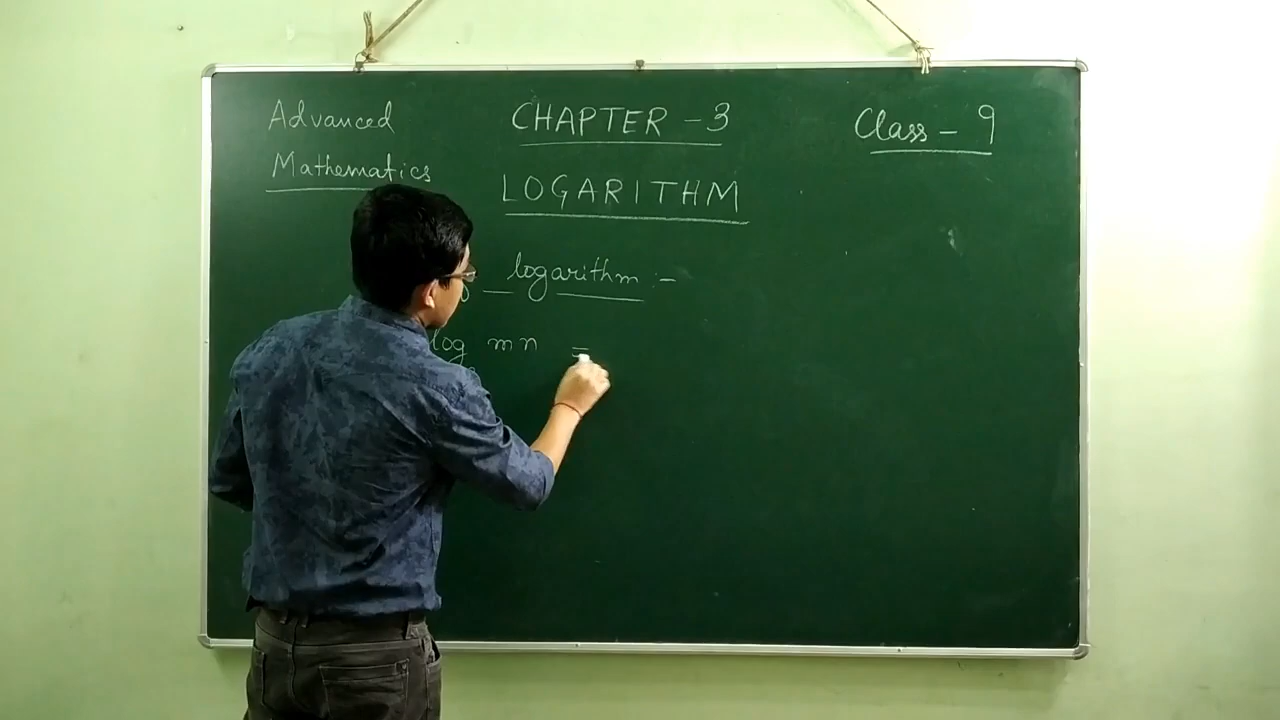 Advanced
Mathematics
CHAPTER - 3
LOGARITHM
Class - 9
logarithm :-
log mn =